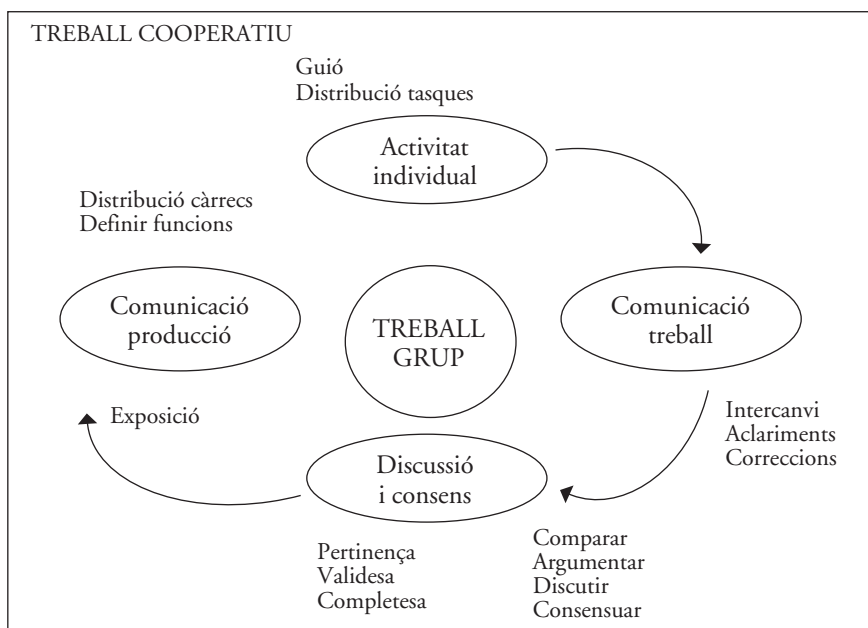 TREBALL COOPERATIU
Guió
Distribució tasques
Activitat
individual
Distribució càrrecs
Definir funcions
Comunicació
producció
TREBALL
GRUP
Comunicació
treball
Exposició
Intercanvi
Aclariments
Correccions
Discussió
i consens
Pertinença
Validesa
Completesa
Comparar
Argumentar
Discutir
Consensuar